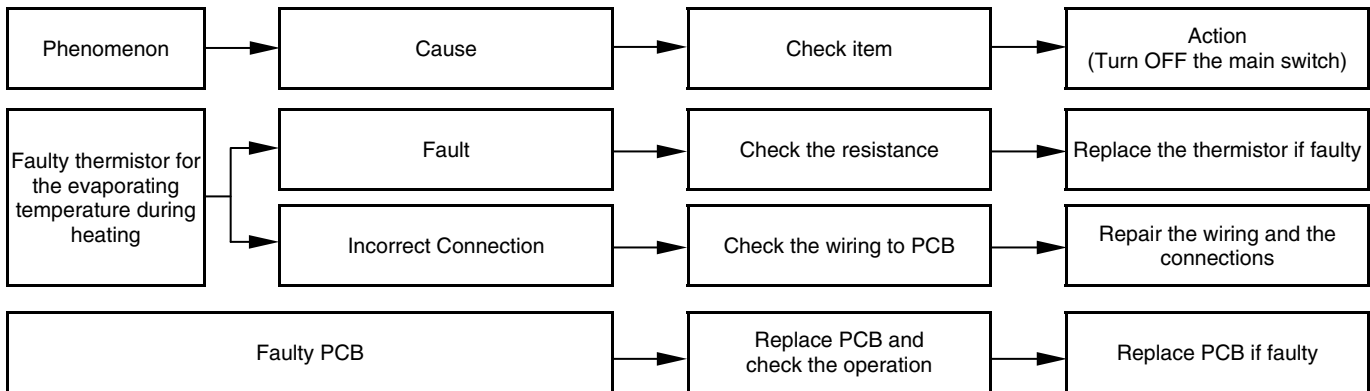 Phenomenon
Cause
Check item
Action
(Turn OFF the main switch)
Faulty thermistor for
the evaporating
temperature during
heating
Fault
Check the resistance
Replace the thermistor if faulty
Incorrect Connection
Check the wiring to PCB
Repair the wiring and the
connections
Faulty PCB
Replace PCB and
check the operation
Replace PCB if faulty